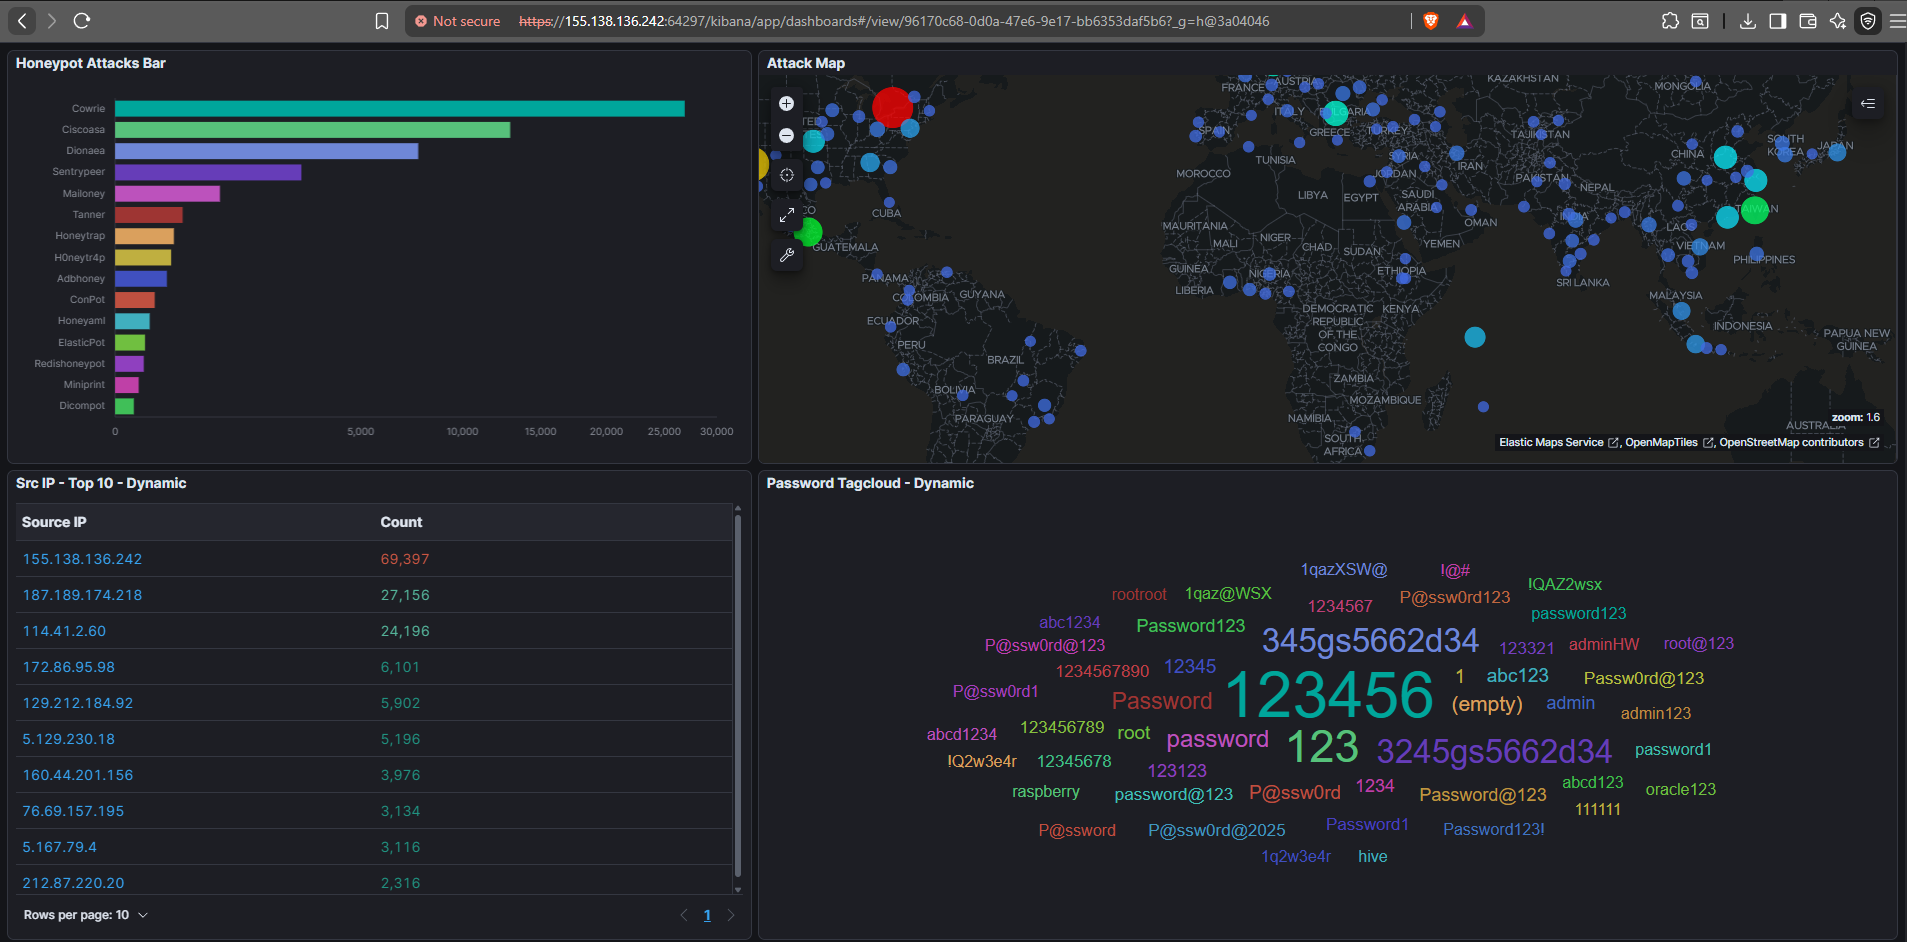 Not secure https://155.138.136.242:64297/kibana/app/dashboards#/view/96170c68-0d0a-47e6-9e17-bb6353daf5b6?_g=h@3a04046
Honeypot Attacks Bar
Cowrie
Ciscoasa
Dionaea
Sentrypeer
Mailoney
Tanner
Honeytrap
H0neytr4p
Adbhoney
ConPot
Honeyaml
ElasticPot
Redishoneypot
Miniprint
Dicompot
0 5,000 10,000 15,000 20,000 25,000 30,000
Attack Map
KAZAKHSTAN
MONGOLIA
FRANCE
AUSTRIA
ITALY
BULGARIA
SPAIN
GREECE
TURKEY
TAJIKISTAN
SOUTH
KOREA
JAPAN
CHINA
TUNISIA
SYRIA
IRAN
MOROCCO
JORDAN
PAKISTAN
NEPAL
LIBYA
EGYPT
SAUDI
ARABIA
CUBA
TAIWAN
MAURITANIA
OMAN
INDIA
LAOS
GUATEMALA
MALI
NIGER
CHAD
SUDAN
YEMEN
VIETNAM
PHILIPPINES
GUINEA
NIGERIA
ETHIOPIA
PANAMA
LIBERIA
SRI LANKA
COLOMBIA
GUYANA
MALAYSIA
ECUADOR
DEMOCRATIC
REPUBLIC
OF THE
CONGO
KENYA
INDONESIA
PAPUA NEW
GUINEA
PERU
BRAZIL
ZAMBIA
BOLIVIA
MOZAMBIQUE
PARAGUAY
NAMIBIA
SOUTH
AFRICA
AUSTRALIA
zoom: 1.6
Elastic Maps Service , OpenMapTiles , OpenStreetMap contributors
Src IP - Top 10 - Dynamic
Source IP Count
155.138.136.242 69,397
187.189.174.218 27,156
114.41.2.60 24,196
172.86.95.98 6,101
129.212.184.92 5,902
5.129.230.18 5,196
160.44.201.156 3,976
76.69.157.195 3,134
5.167.79.4 3,116
212.87.220.20 2,316
Rows per page: 10
1
Password Tagcloud - Dynamic
1qazXSW@ !@#
rootroot 1qaz@WSX 1234567 P@ssw0rd123 !QAZ2wsx
abc1234 Password123 password123
P@ssw0rd@123 345gs5662d34 123321 adminHW root@123
1234567890 12345 1 abc123 Passw0rd@123
P@ssw0rd1 Password 123456 (empty) admin admin123
abcd1234 123456789 root password 123 3245gs5662d34 password1
!Q2w3e4r 12345678 123123
raspberry password@123 P@ssw0rd 1234 Password@123 abcd123 oracle123
111111
P@ssword P@ssw0rd@2025 Password1 Password123!
1q2w3e4r hive